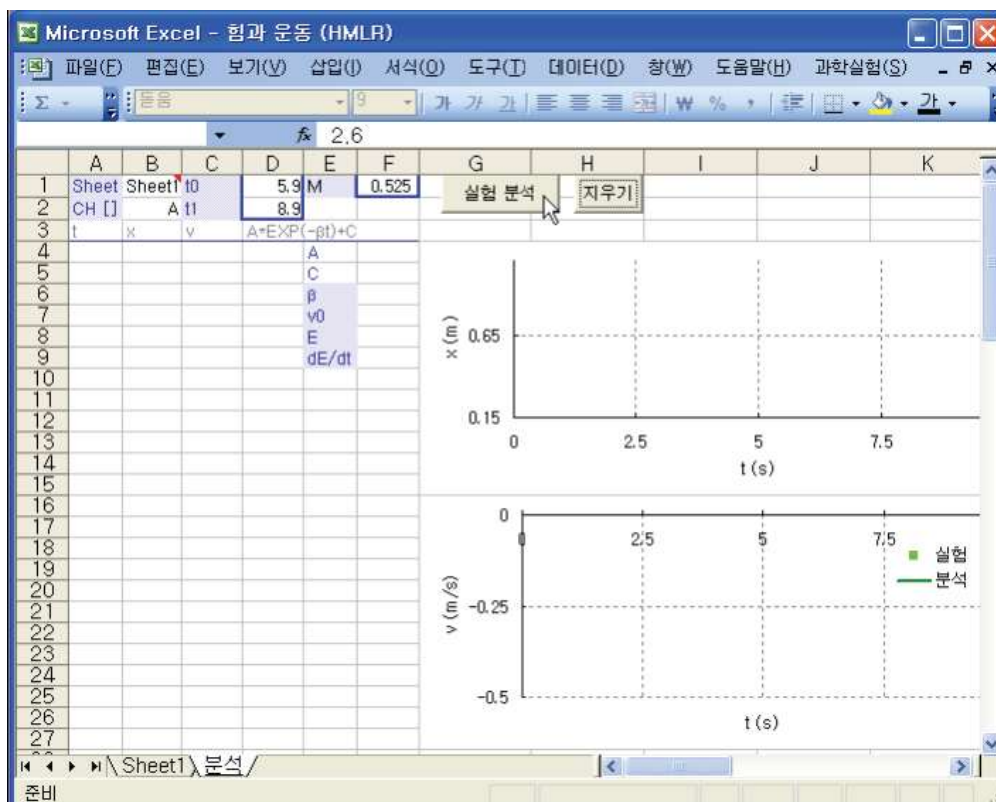 Microsoft Excel - 힘과 운동 (HMLR)
파일(F) 편집(E) 보기(V) 삽입(I) 서식(O) 도구(T) 데이터(D) 창(W) 도움말(H) 과학실험(S)
Σ 돋움 9 가 가 가 ₩ % , 가
fx 2.6
A B C D E F G H I J K
1 Sheet Sheet1 t0 5.9 M 0.525 실험 분석 지우기
2 CH [] A t1 8.9
3 t x v A*EXP(-βt)+C
4 A
5 C
6 β
7 v0
8 E
9 dE/dt
10
11
12
13
14
15
16
17
18
19
20
21
22
23
24
25
26
27
x (m)
0.65
0.15
0 2.5 5 7.5
t (s)
0
0 2.5 5 7.5
실험
분석
v (m/s)
-0.25
-0.5
t (s)
Sheet1 분석
준비